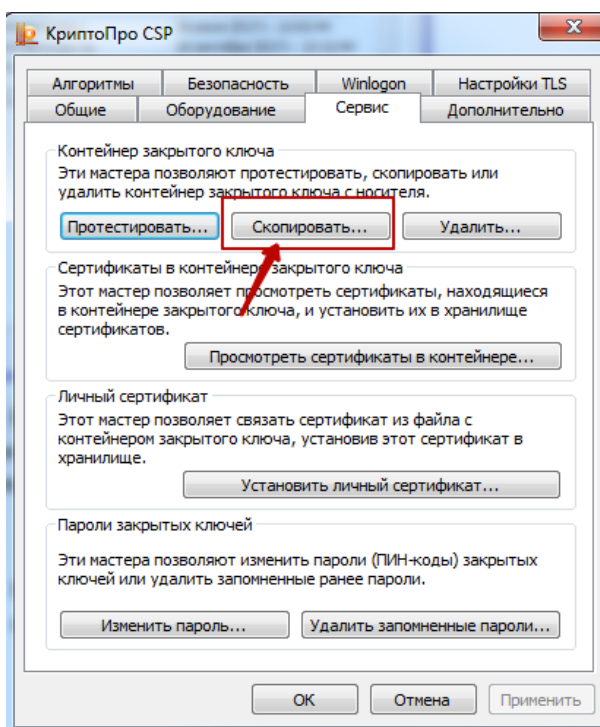 КриптоПро CSP
Алгоритмы Безопасность Winlogon Настройки TLS
Общие Оборудование Сервис Дополнительно
Контейнер закрытого ключа
Эти мастера позволяют протестировать, скопировать или
удалить контейнер закрытого ключа с носителя.
Протестировать... Скопировать... Удалить...
Сертификаты в контейнере закрытого ключа
Этот мастер позволяет просмотреть сертификаты, находящиеся
в контейнере закрытого ключа, и установить их в хранилище
сертификатов.
Просмотреть сертификаты в контейнере...
Личный сертификат
Этот мастер позволяет связать сертификат из файла с
контейнером закрытого ключа, установив этот сертификат в
хранилище.
Установить личный сертификат...
Пароли закрытых ключей
Эти мастера позволяют изменить пароли (ПИН-коды) закрытых
ключей или удалить запомненные ранее пароли.
Изменить пароль... Удалить запомненные пароли...
ОК Отмена Применить